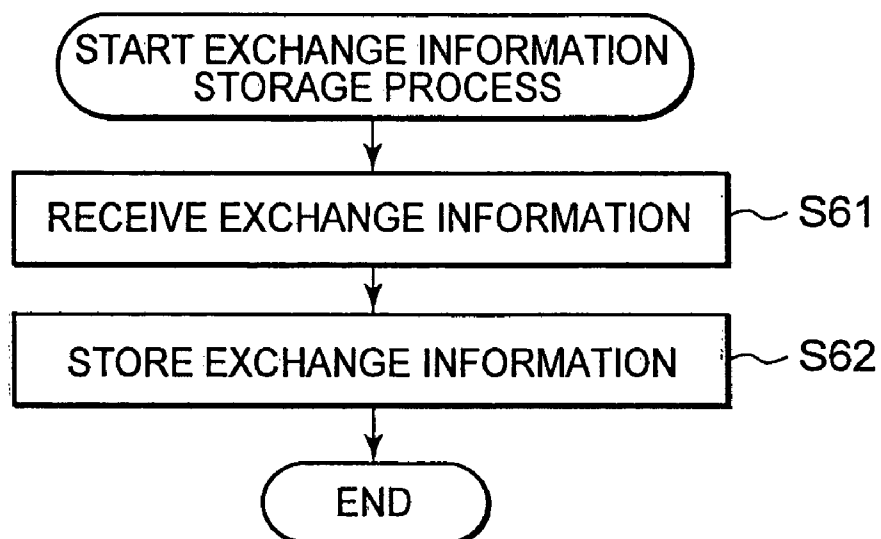 START EXCHANGE INFORMATION
STORAGE PROCESS
RECEIVE EXCHANGE INFORMATION
S61
STORE EXCHANGE INFORMATION
S62
END